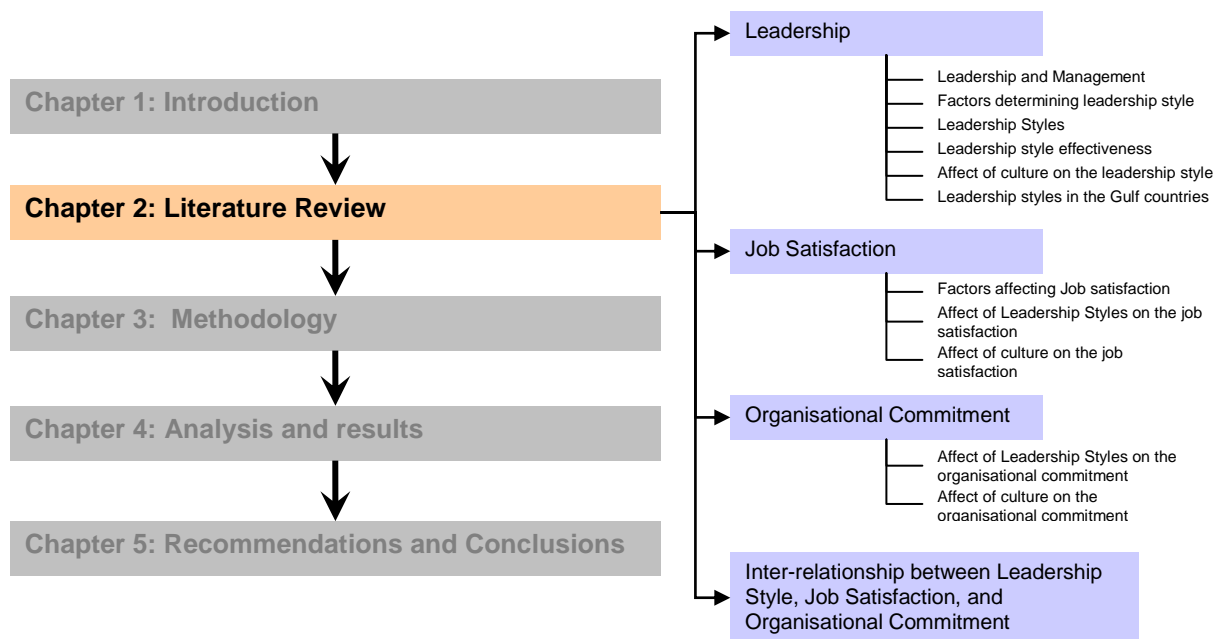 Chapter 1: Introduction
Chapter 2: Literature Review
Chapter 3: Methodology
Chapter 4: Analysis and results
Chapter 5: Recommendations and Conclusions
Leadership
Leadership and Management
Factors determining leadership style
Leadership Styles
Leadership style effectiveness
Affect of culture on the leadership style
Leadership styles in the Gulf countries
Job Satisfaction
Factors affecting Job satisfaction
Affect of Leadership Styles on the job
satisfaction
Affect of culture on the job
satisfaction
Organisational Commitment
Affect of Leadership Styles on the
organisational commitment
Affect of culture on the
organisational commitment
Inter-relationship between Leadership
Style, Job Satisfaction, and
Organisational Commitment